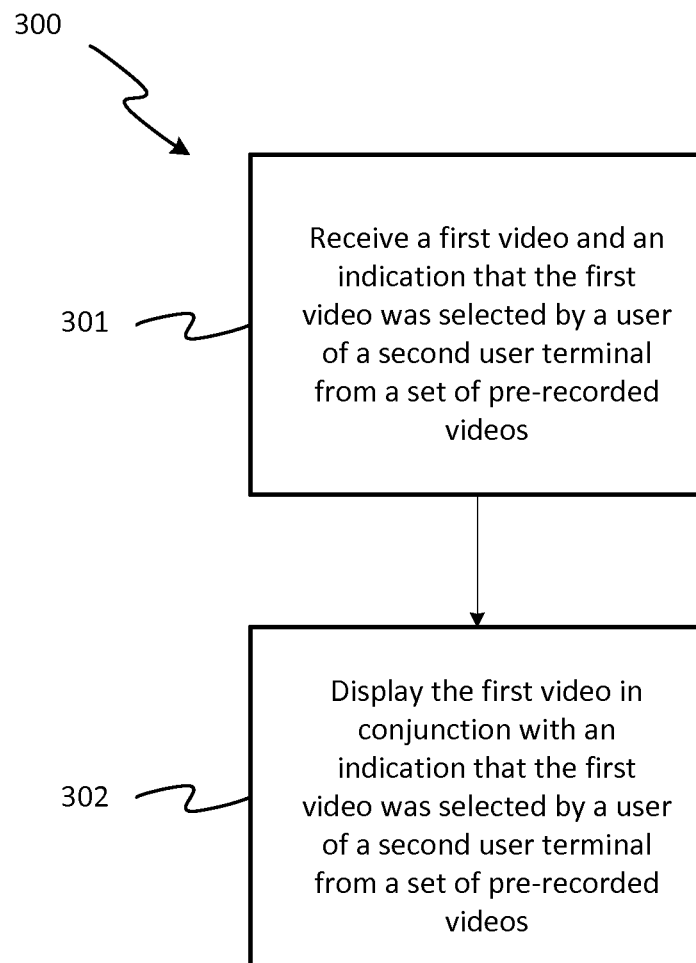 300
301
Receive a first video and an
indication that the first
video was selected by a user
of a second user terminal
from a set of pre-recorded
videos
302
Display the first video in
conjunction with an
indication that the first
video was selected by a user
of a second user terminal
from a set of pre-recorded
videos